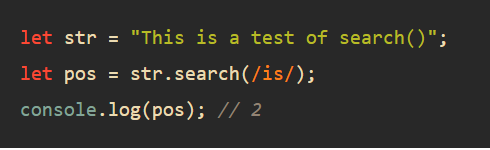 let str = "This is a test of search()";
let pos = str.search(/is/);
console.log(pos); // 2